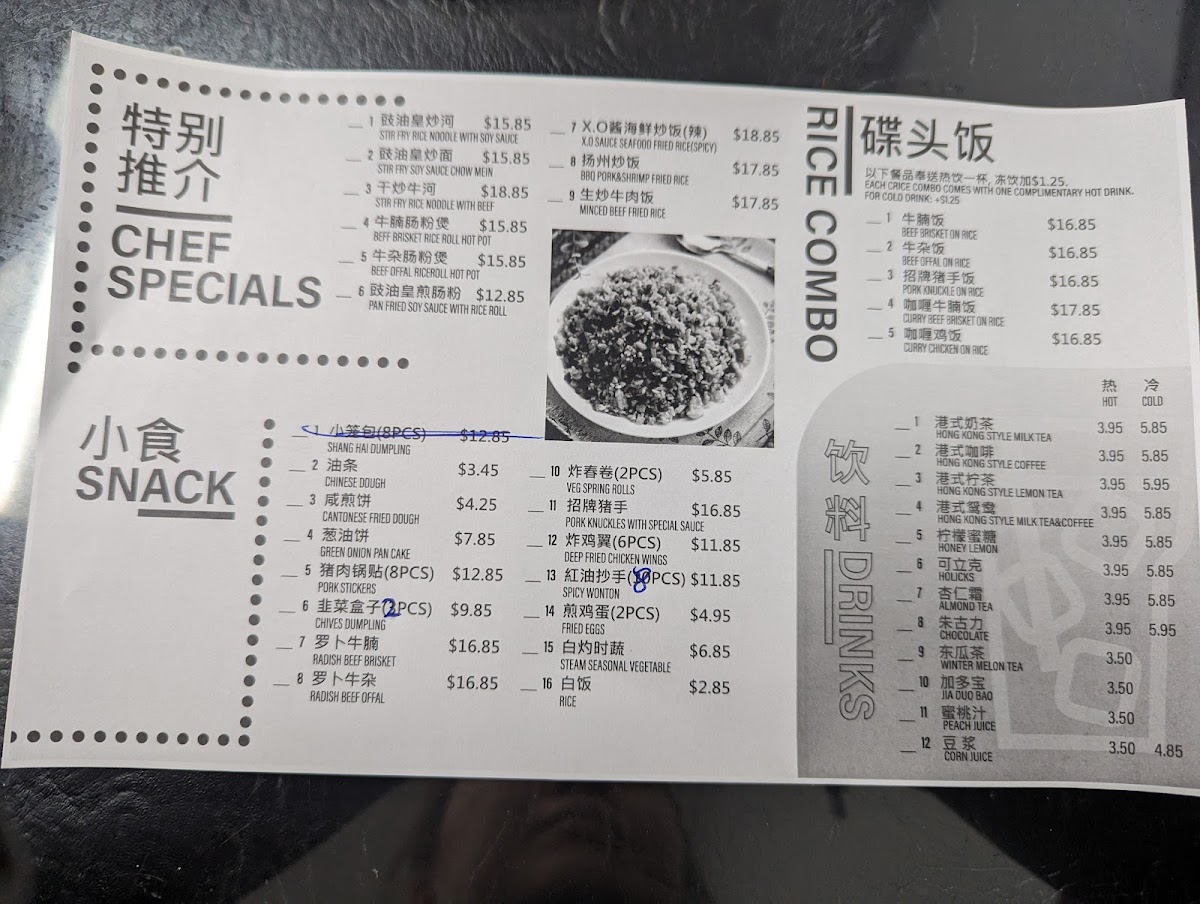 特别
推介
CHEF
SPECIALS
1 豉油皇炒河 $15.85
STIR FRY RICE NOODLE WITH SOY SAUCE
2 豉油皇炒面 $15.85
STIR FRY SOY SAUCE CHOW MEIN
3 干炒牛河 $18.85
STIR FRY RICE NOODLE WITH BEEF
4 牛腩肠粉煲 $15.85
BEFF BRISKET RICE ROLL HOT POT
5 牛杂肠粉煲 $15.85
BEEF OFFAL RICEROLL HOT POT
6 豉油皇煎肠粉 $12.85
PAN FRIED SOY SAUCE WITH RICE ROLL
7 X.O酱海鲜炒饭(辣) $18.85
X.O SAUCE SEAFOOD FRIED RICE(SPICY)
8 扬州炒饭 $17.85
BBQ PORK&SHRIMP FRIED RICE
9 生炒牛肉饭 $17.85
MINCED BEEF FRIED RICE
小食
SNACK
1 小笼包(8PCS) $12.85
SHANG HAI DUMPLING
2 油条 $3.45
CHINESE DOUGH
3 咸煎饼 $4.25
CANTONESE FRIED DOUGH
4 葱油饼 $7.85
GREEN ONION PAN CAKE
5 猪肉锅贴(8PCS) $12.85
PORK STICKERS
6 韭菜盒子(2PCS) $9.85
CHIVES DUMPLING
7 罗卜牛腩 $16.85
RADISH BEEF BRISKET
8 罗卜牛杂 $16.85
RADISH BEEF OFFAL
10 炸春卷(2PCS) $5.85
VEG SPRING ROLLS
11 招牌猪手 $16.85
PORK KNUCKLES WITH SPECIAL SAUCE
12 炸鸡翼(6PCS) $11.85
DEEP FRIED CHICKEN WINGS
13 紅油抄手(8PCS) $11.85
SPICY WONTON
14 煎鸡蛋(2PCS) $4.95
FRIED EGGS
15 白灼时蔬 $6.85
STEAM SEASONAL VEGETABLE
16 白饭 $2.85
RICE
RICE COMBO
碟头饭
以下餐品奉送热饮一杯, 冻饮加$1.25.
EACH CRICE COMBO COMES WITH ONE COMPLIMENTARY HOT DRINK.
FOR COLD DRINK: +$1.25
1 牛腩饭 $16.85
BEEF BRISKET ON RICE
2 牛杂饭 $16.85
BEEF OFFAL ON RICE
3 招牌猪手饭 $16.85
PORK KNUCKLE ON RICE
4 咖喱牛腩饭 $17.85
CURRY BEEF BRISKET ON RICE
5 咖喱鸡饭 $16.85
CURRY CHICKEN ON RICE
饮料 DRINKS
热 冷
HOT COLD
1 港式奶茶 3.95 5.85
HONG KONG STYLE MILK TEA
2 港式咖啡 3.95 5.85
HONG KONG STYLE COFFEE
3 港式柠茶 3.95 5.95
HONG KONG STYLE LEMON TEA
4 港式鸳鸯 3.95 5.85
HONG KONG STYLE MILK TEA&COFFEE
5 柠檬蜜糖 3.95 5.85
HONEY LEMON
6 可立克 3.95 5.85
HOLICKS
7 杏仁霜 3.95 5.85
ALMOND TEA
8 朱古力 3.95 5.95
CHOCOLATE
9 东瓜茶 3.50
WINTER MELON TEA
10 加多宝 3.50
JIA DUO BAO
11 蜜桃汁 3.50
PEACH JUICE
12 豆浆 3.50 4.85
CORN JUICE